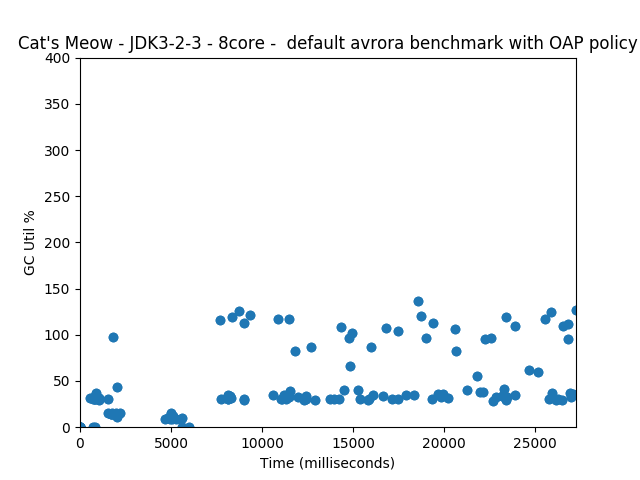 Cat's Meow - JDK3-2-3 - 8core -  default avrora benchmark with OAP policy
400
350
300
250
200
150
100
50
0
GC Util %
0 5000 10000 15000 20000 25000
Time (milliseconds)